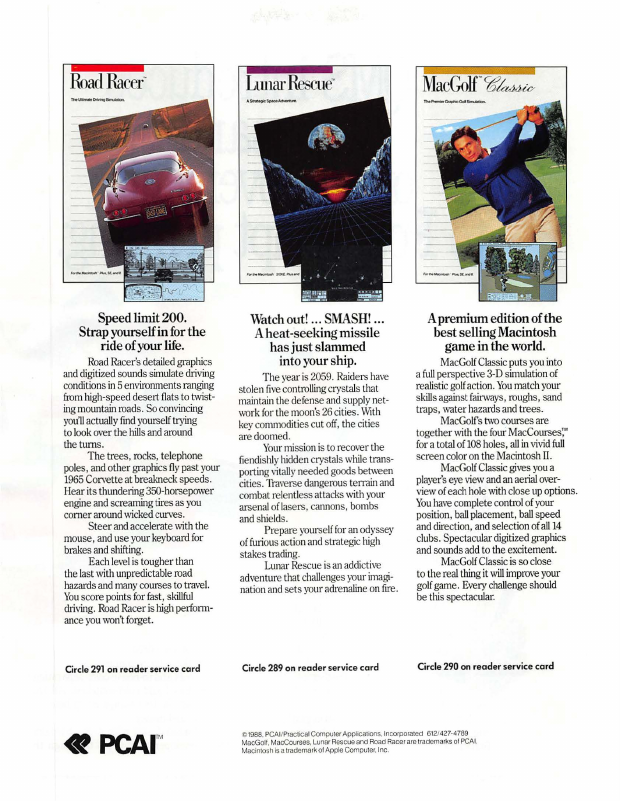 Road Racer™
The Ultimate Driving Simulation.
For the Macintosh™ Plus, SE, and II
Speed limit 200.
Strap yourself in for the
ride of your life.
Road Racer's detailed graphics
and digitized sounds simulate driving
conditions in 5 environments ranging
from high-speed desert flats to twist-
ing mountain roads. So convincing
you'll actually find yourself trying
to look over the hills and around
the turns.
The trees, rocks, telephone
poles, and other graphics fly past your
1965 Corvette at breakneck speeds.
Hear its thundering 350-horsepower
engine and screaming tires as you
corner around wicked curves.
Steer and accelerate with the
mouse, and use your keyboard for
brakes and shifting.
Each level is tougher than
the last with unpredictable road
hazards and many courses to travel.
You score points for fast, skillful
driving. Road Racer is high perform-
ance you won't forget.
Circle 291 on reader service card
Lunar Rescue™
A Strategic Space Adventure.
Watch out! ... SMASH! ...
A heat-seeking missile
has just slammed
into your ship.
The year is 2059. Raiders have
stolen five controlling crystals that
maintain the defense and supply net-
work for the moon's 26 cities. With
key commodities cut off, the cities
are doomed.
Your mission is to recover the
fiendishly hidden crystals while trans-
porting vitally needed goods between
cities. Traverse dangerous terrain and
combat relentless attacks with your
arsenal of lasers, cannons, bombs
and shields.
Prepare yourself for an odyssey
of furious action and strategic high
stakes trading.
Lunar Rescue is an addictive
adventure that challenges your imagi-
nation and sets your adrenaline on fire.
Circle 289 on reader service card
MacGolf™ Classic
The Premier Graphic Golf Simulation.
For the Macintosh™ Plus, SE, and II
A premium edition of the
best selling Macintosh
game in the world.
MacGolf Classic puts you into
a full perspective 3-D simulation of
realistic golf action. You match your
skills against fairways, roughs, sand
traps, water hazards and trees.
MacGolf's two courses are
together with the four MacCourses,™
for a total of 108 holes, all in vivid full
screen color on the Macintosh II.
MacGolf Classic gives you a
player's eye view and an aerial over-
view of each hole with close up options.
You have complete control of your
position, ball placement, ball speed
and direction, and selection of all 14
clubs. Spectacular digitized graphics
and sounds add to the excitement.
MacGolf Classic is so close
to the real thing it will improve your
golf game. Every challenge should
be this spectacular.
Circle 290 on reader service card
PCAI™
©1988, PCAI/Practical Computer Applications, Incorporated 612/427-4789
MacGolf, MacCourses, Lunar Rescue and Road Racer are trademarks of PCAI.
Macintosh is a trademark of Apple Computer, Inc.